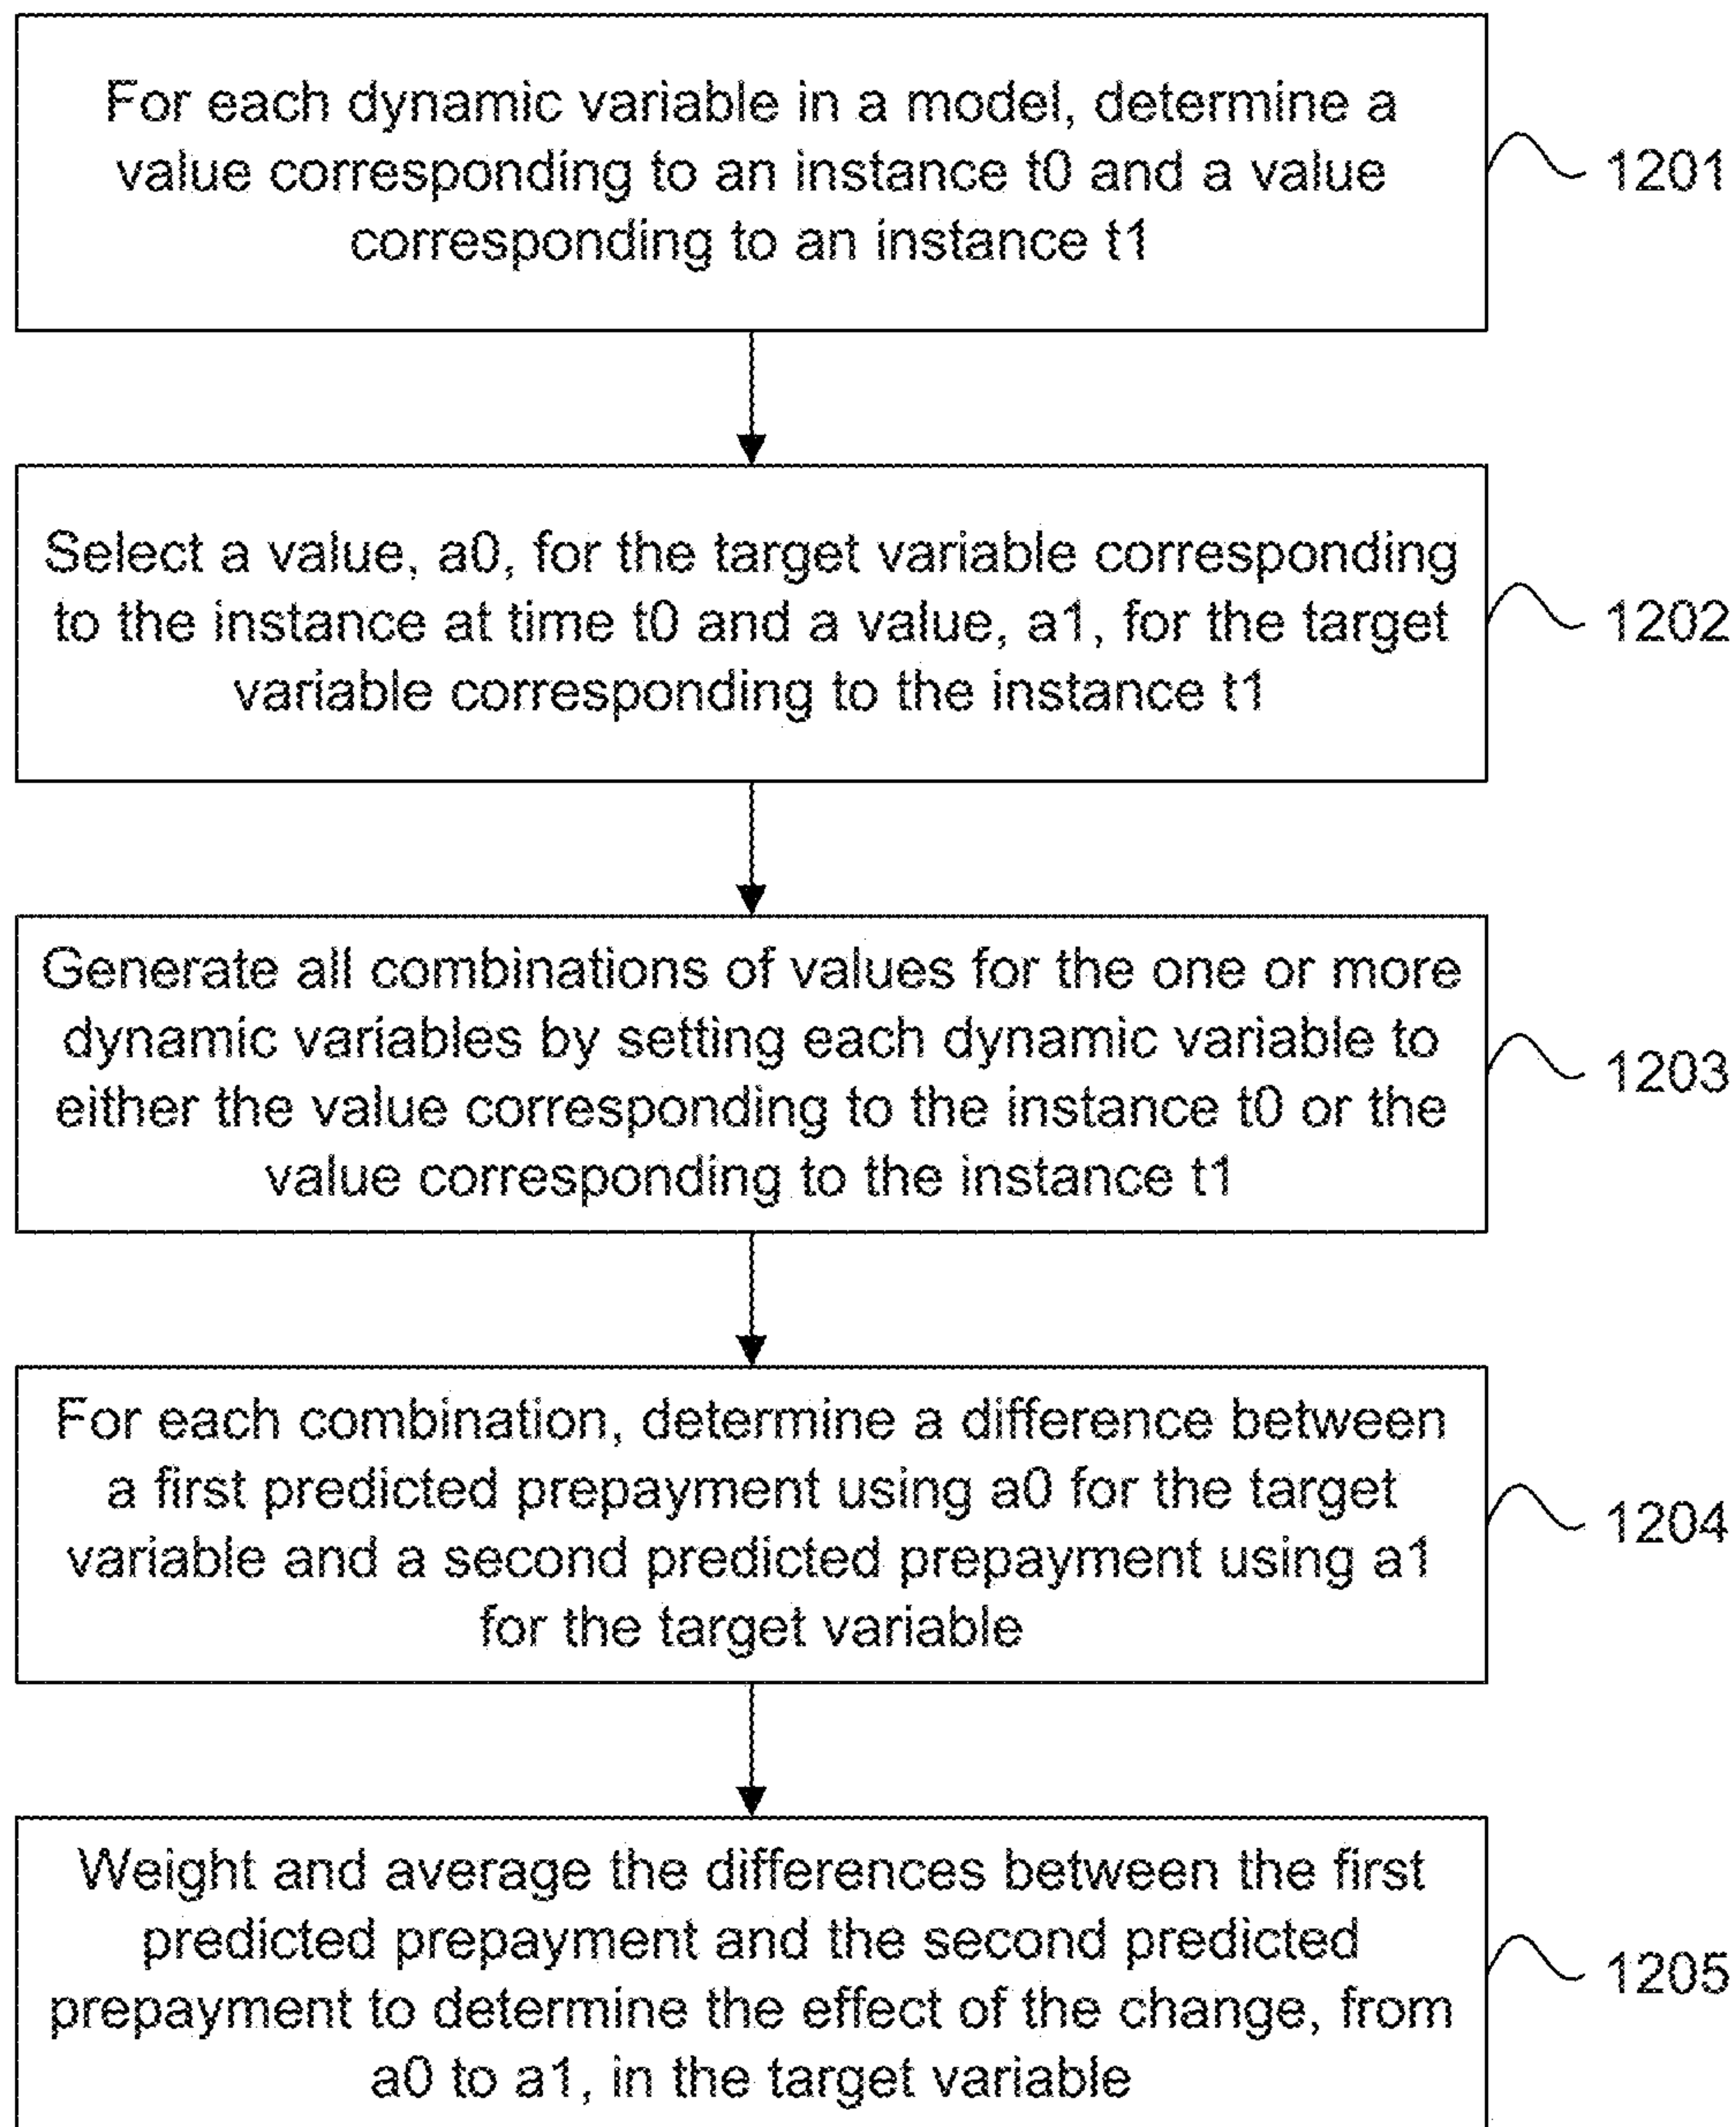 For each dynamic variable in a model, determine a
value corresponding to an instance t0 and a value
corresponding to an instance t1
1201
Select a value, a0, for the target variable corresponding
to the instance at time t0 and a value, a1, for the target
variable corresponding to the instance t1
1202
Generate all combinations of values for the one or more
dynamic variables by setting each dynamic variable to
either the value corresponding to the instance t0 or the
value corresponding to the instance t1
1203
For each combination, determine a difference between
a first predicted prepayment using a0 for the target
variable and a second predicted prepayment using a1
for the target variable
1204
Weight and average the differences between the first
predicted prepayment and the second predicted
prepayment to determine the effect of the change, from
a0 to a1, in the target variable
1205